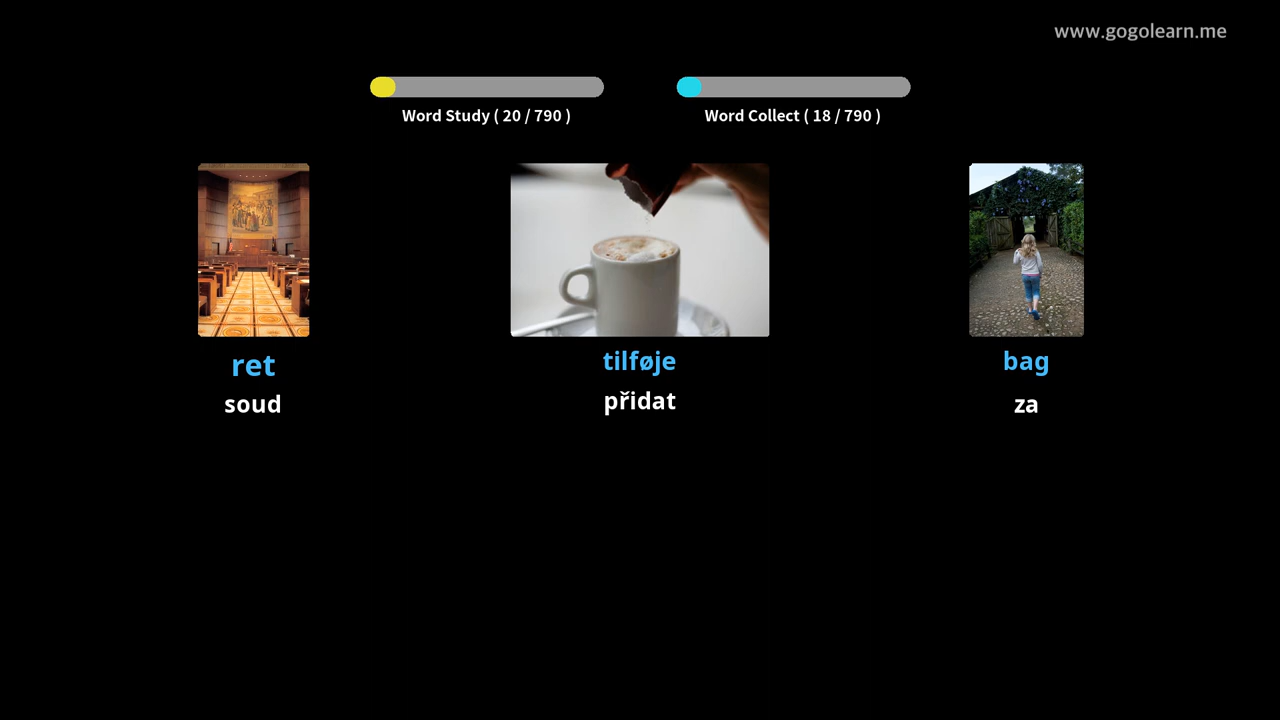 www.gogolearn.me
Word Study ( 20 / 790 )
Word Collect ( 18 / 790 )
ret
soud
tilføje
přidat
bag
za